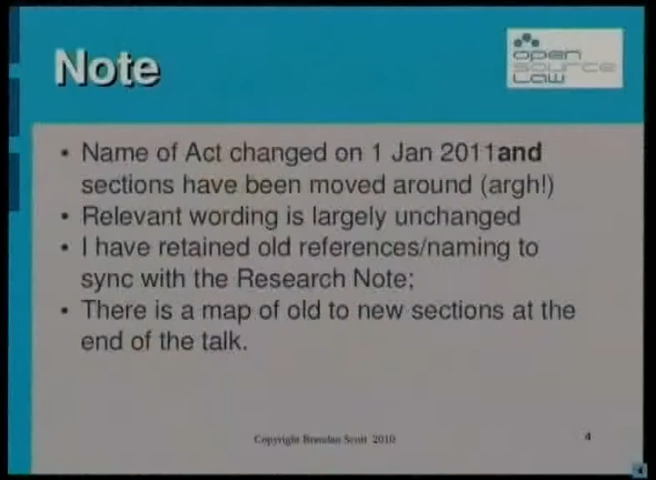 Note
open
source
Law
• Name of Act changed on 1 Jan 2011and
sections have been moved around (argh!)
• Relevant wording is largely unchanged
• I have retained old references/naming to
sync with the Research Note;
• There is a map of old to new sections at the
end of the talk.
Copyright Brendan Scott 2010
4